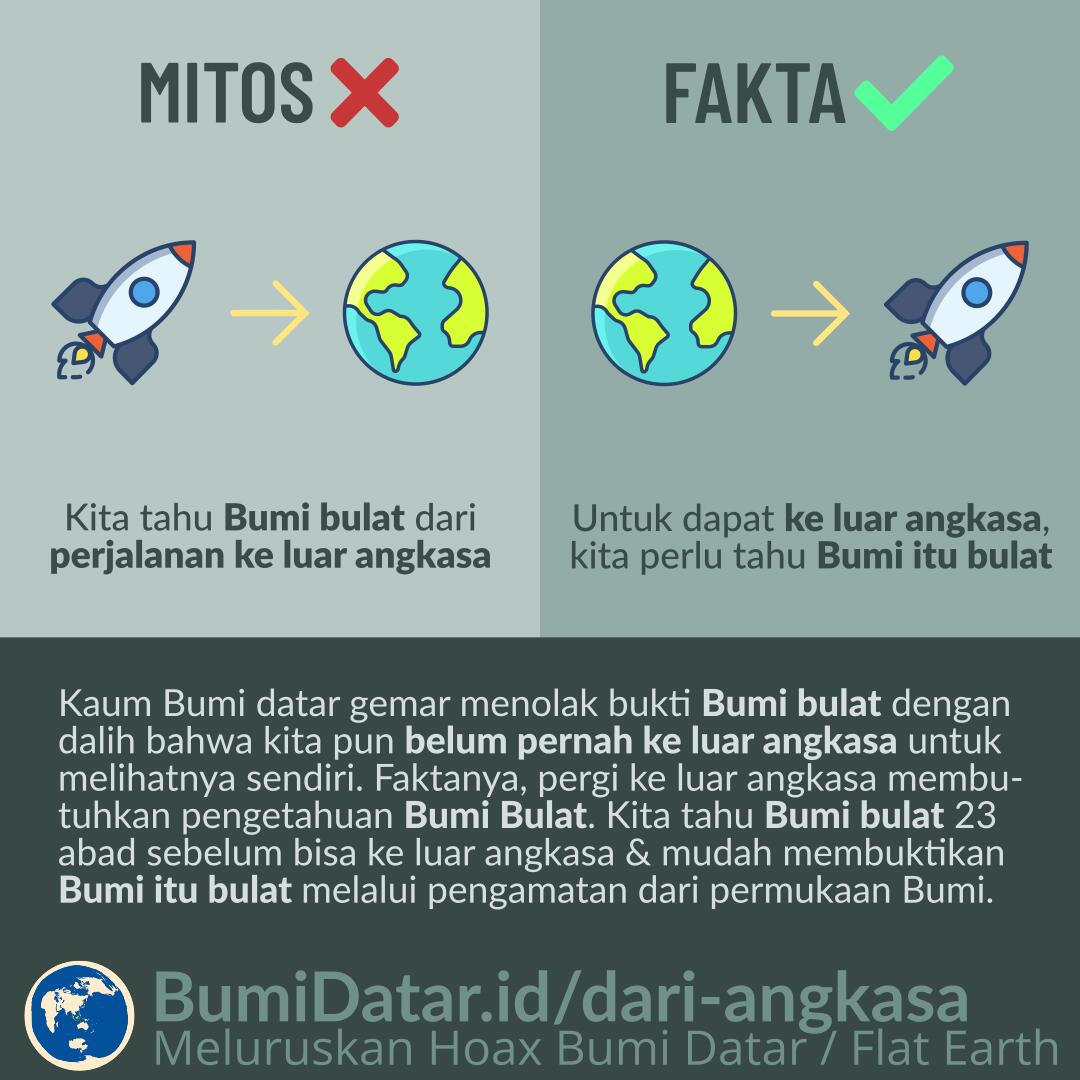 MITOS
FAKTA
Kita tahu Bumi bulat dari
perjalanan ke luar angkasa
Untuk dapat ke luar angkasa,
kita perlu tahu Bumi itu bulat
Kaum Bumi datar gemar menolak bukti Bumi bulat dengan
dalih bahwa kita pun belum pernah ke luar angkasa untuk
melihatnya sendiri. Faktanya, pergi ke luar angkasa membu-
tuhkan pengetahuan Bumi Bulat. Kita tahu Bumi bulat 23
abad sebelum bisa ke luar angkasa & mudah membuktikan
Bumi itu bulat melalui pengamatan dari permukaan Bumi.
BumiDatar.id/dari-angkasa
Meluruskan Hoax Bumi Datar / Flat Earth